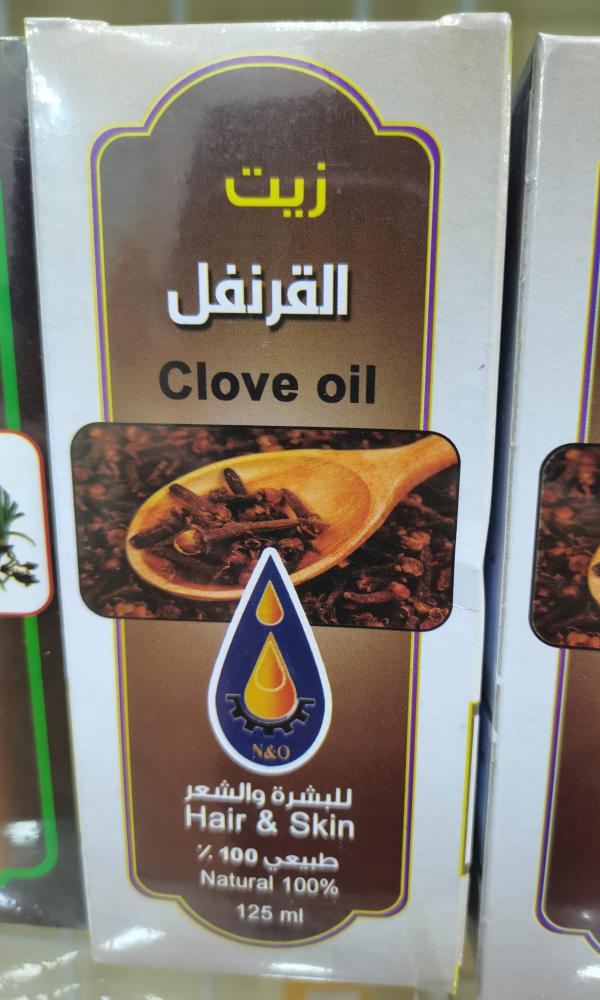 زيت
القرنفل
Clove oil
N&O
للبشرة والشعر
Hair & Skin
طبيعي 100 ٪
Natural 100%
125 ml